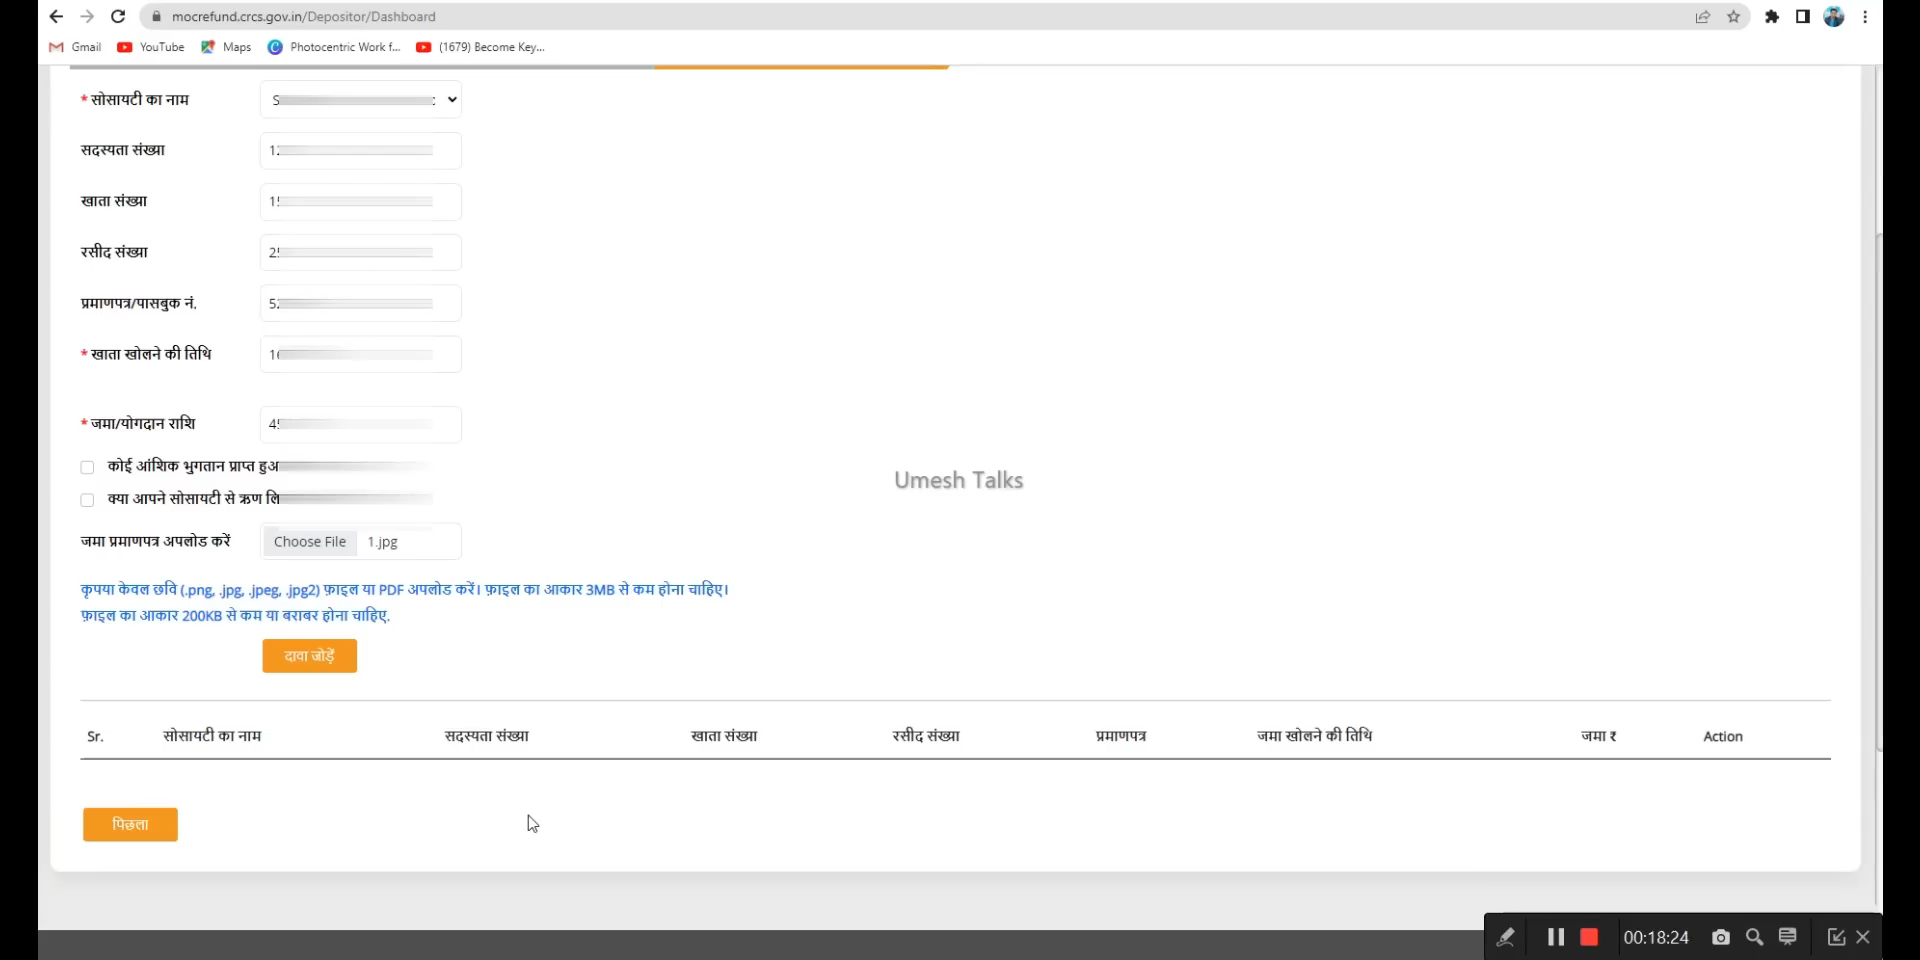 mocrefund.crcs.gov.in/Depositor/Dashboard
Gmail YouTube Maps Photocentric Work f... (1679) Become Key...
* सोसायटी का नाम
सदस्यता संख्या
खाता संख्या
रसीद संख्या
प्रमाणपत्र/पासबुक नं.
* खाता खोलने की तिथि
* जमा/योगदान राशि
कोई आंशिक भुगतान प्राप्त हुअ
क्या आपने सोसायटी से ऋण लि
Umesh Talks
जमा प्रमाणपत्र अपलोड करें Choose File 1.jpg
कृपया केवल छवि (.png, .jpg, .jpeg, .jpg2) फ़ाइल या PDF अपलोड करें। फ़ाइल का आकार 3MB से कम होना चाहिए।
फ़ाइल का आकार 200KB से कम या बराबर होना चाहिए.
दावा जोड़ें
Sr. सोसायटी का नाम सदस्यता संख्या खाता संख्या रसीद संख्या प्रमाणपत्र जमा खोलने की तिथि जमा ₹ Action
पिछला
00:18:24